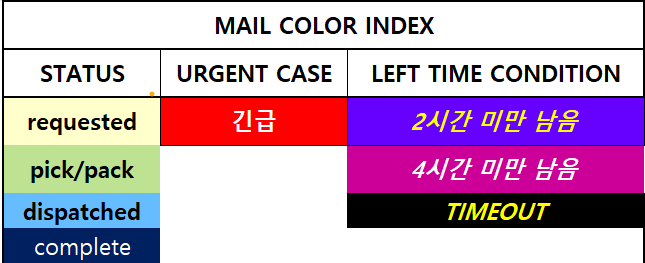 MAIL COLOR INDEX
STATUS URGENT CASE LEFT TIME CONDITION
requested 긴급 2시간 미만 남음
pick/pack 4시간 미만 남음
dispatched TIMEOUT
complete